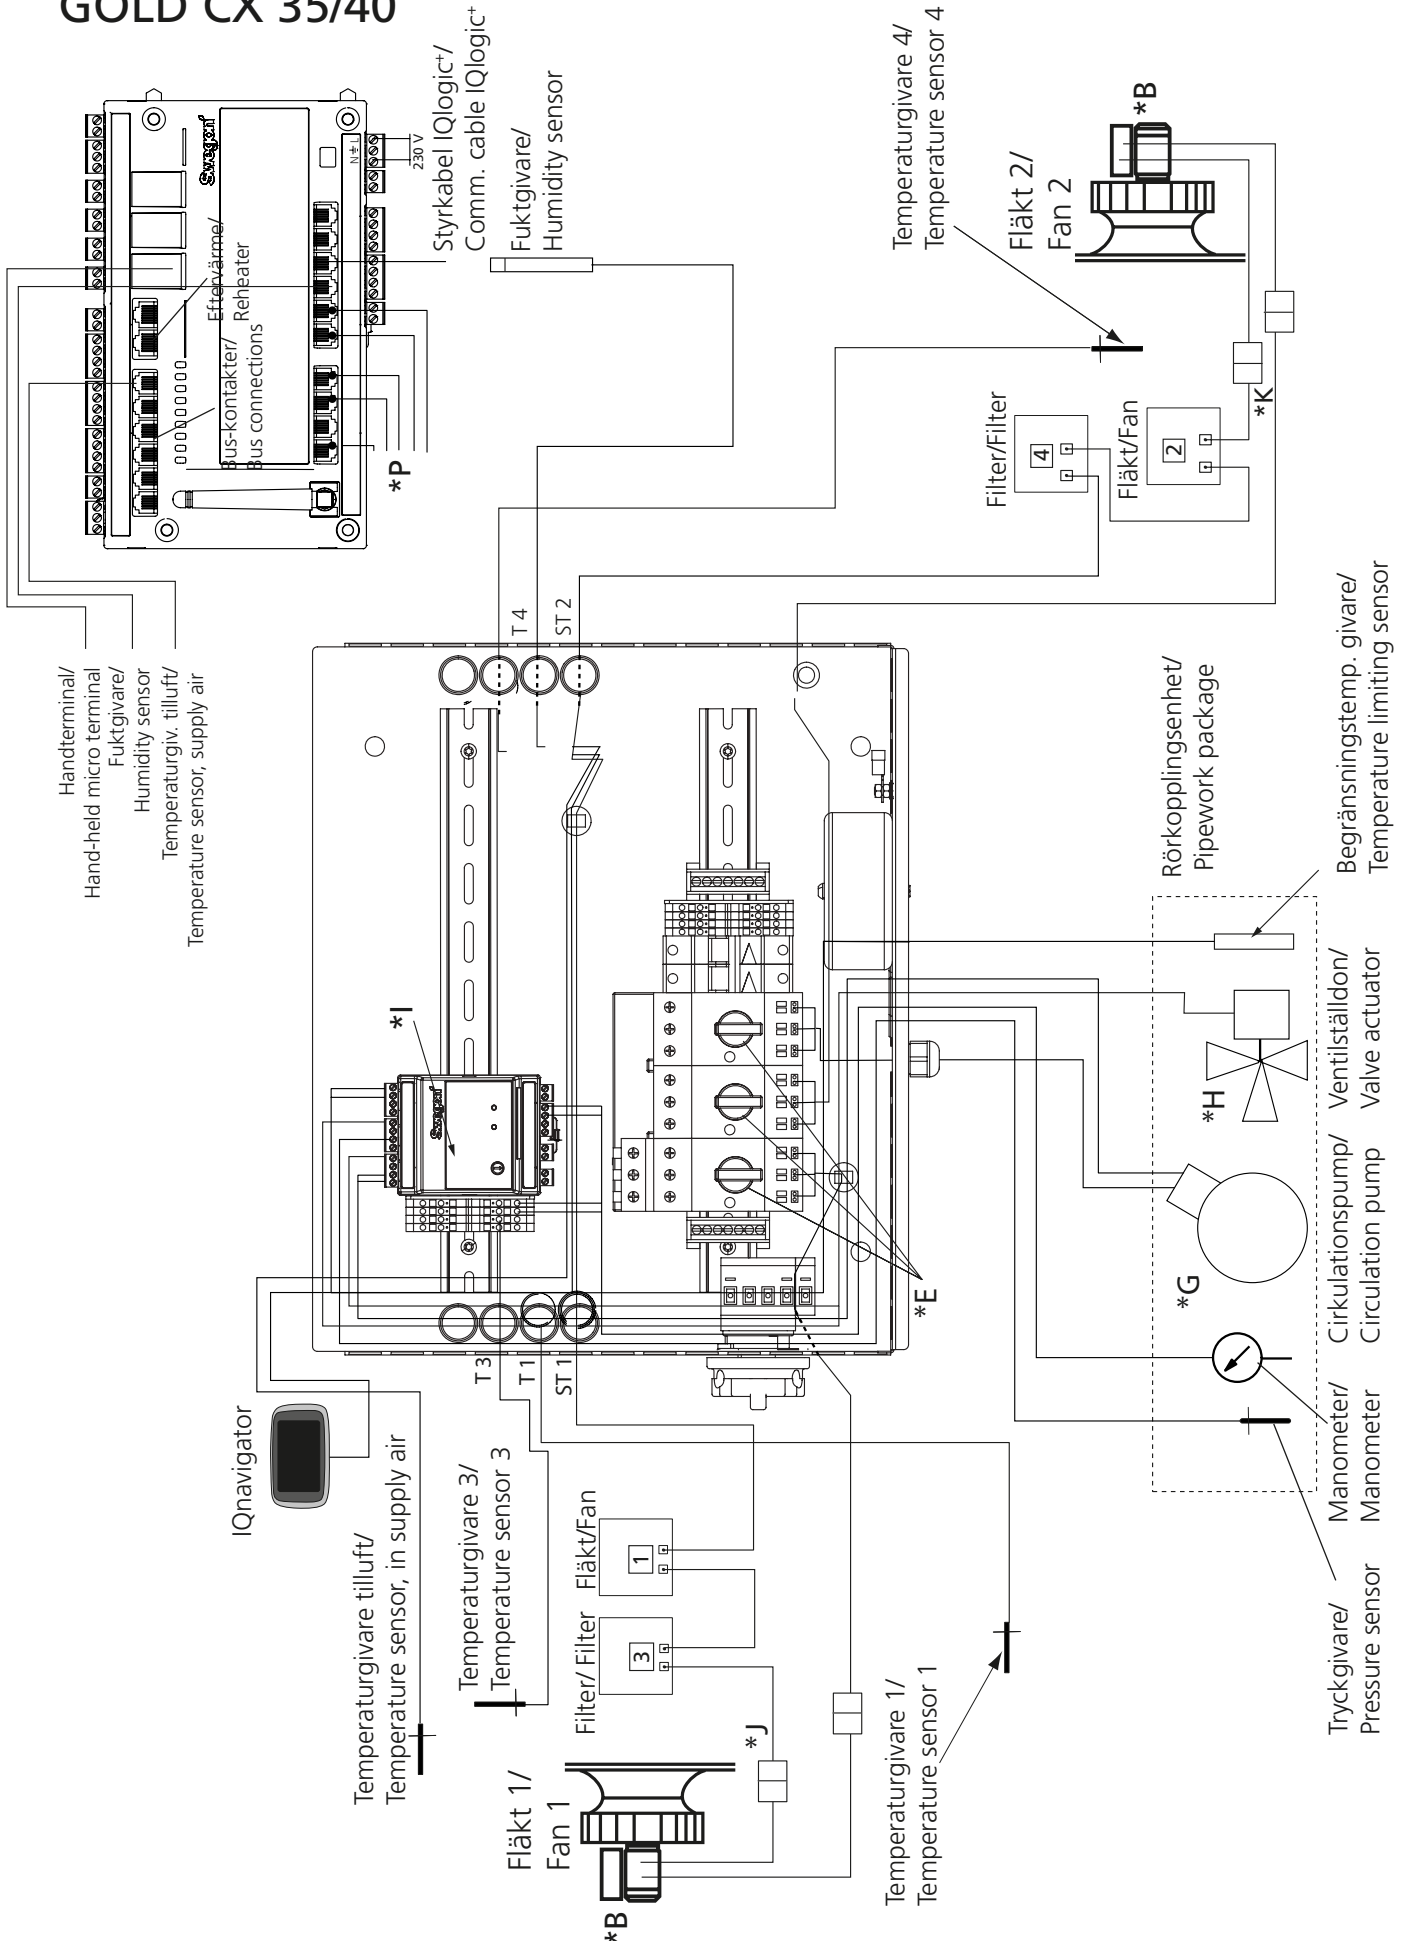 GOLD CX 35/40
Swegon
N L
230 V
Styrkabel IQlogic+/
Comm. cable IQlogic+
Fuktgivare/
Humidity sensor
Eftervärme/
Reheater
Bus-kontakter/
Bus connections
*P
Handterminal/
Hand-held micro terminal
Fuktgivare/
Humidity sensor
Temperaturgiv. tilluft/
Temperature sensor, supply air
Temperaturgivare 4/
Temperature sensor 4
Fläkt 2/
Fan 2
*B
Filter/Filter
4
Fläkt/Fan
2
*K
T 4
ST 2
*I
Swegon
*E
T 3
T 1
ST 1
IQnavigator
Temperaturgivare tilluft/
Temperature sensor, in supply air
Temperaturgivare 3/
Temperature sensor 3
Fläkt/Fan
1
Filter/ Filter
3
Fläkt 1/
Fan 1
*B
*J
Temperaturgivare 1/
Temperature sensor 1
Rörkopplingsenhet/
Pipework package
Begränsningstemp. givare/
Temperature limiting sensor
*H
Ventilställdon/
Valve actuator
*G
Cirkulationspump/
Circulation pump
Manometer/
Manometer
Tryckgivare/
Pressure sensor